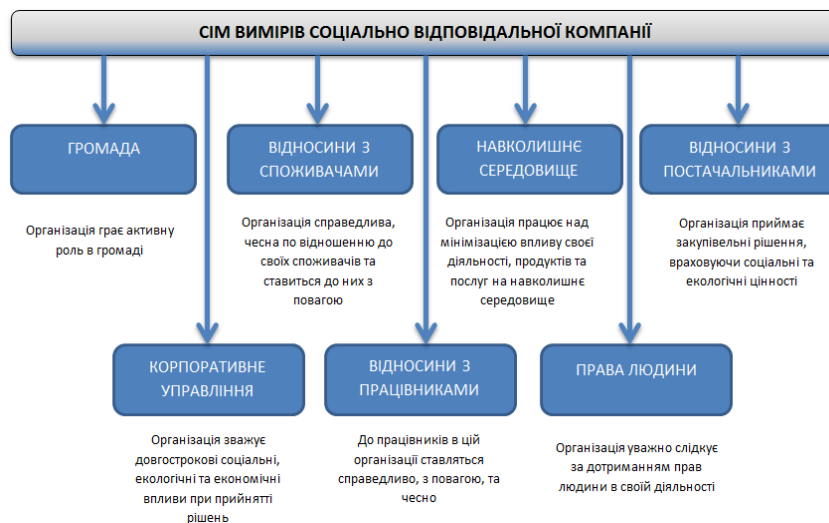 СІМ ВИМІРІВ СОЦІАЛЬНО ВІДПОВІДАЛЬНОЇ КОМПАНІЇ
ГРОМАДА
Організація грає активну
роль в громаді
ВІДНОСИНИ З
СПОЖИВАЧАМИ
Організація справедлива,
чесна по відношенню до
своїх споживачів та
ставиться до них з
повагою
НАВКОЛИШНЄ
СЕРЕДОВИЩЕ
Організація працює над
мінімізацією впливу своєї
діяльності, продуктів та
послуг на навколишнє
середовище
ВІДНОСИНИ З
ПОСТАЧАЛЬНИКАМИ
Організація приймає
закупівельні рішення,
враховуючи соціальні та
екологічні цінності
КОРПОРАТИВНЕ
УПРАВЛІННЯ
Організація зважує
довгострокові соціальні,
екологічні та економічні
впливи при прийнятті
рішень
ВІДНОСИНИ З
ПРАЦІВНИКАМИ
До працівників в цій
організації ставляться
справедливо, з повагою, та
чесно
ПРАВА ЛЮДИНИ
Організація уважно слідкує
за дотриманням прав
людини в своїй діяльності